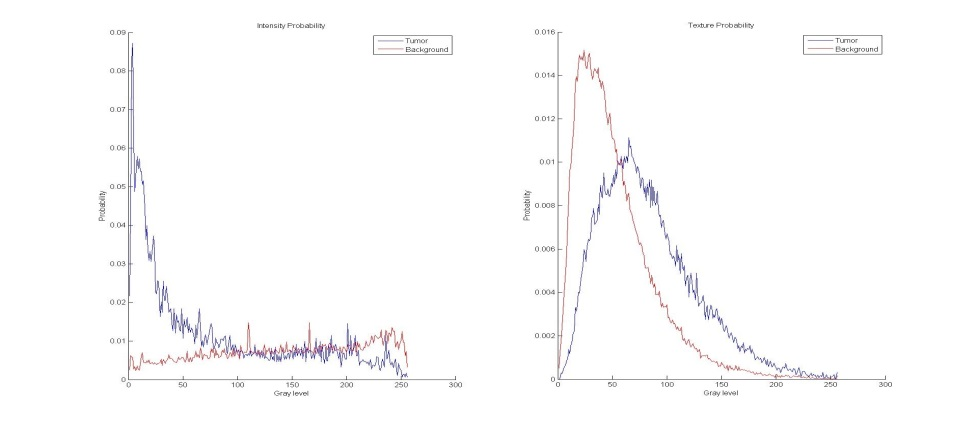 Intensity Probability
0.09
0.08
0.07
0.06
0.05
0.04
0.03
0.02
0.01
0
Probability
Tumor
Background
0 50 100 150 200 250 300
Gray level
Texture Probability
0.016
0.014
0.012
0.01
0.008
0.006
0.004
0.002
0
Probability
Tumor
Background
0 50 100 150 200 250 300
Gray level